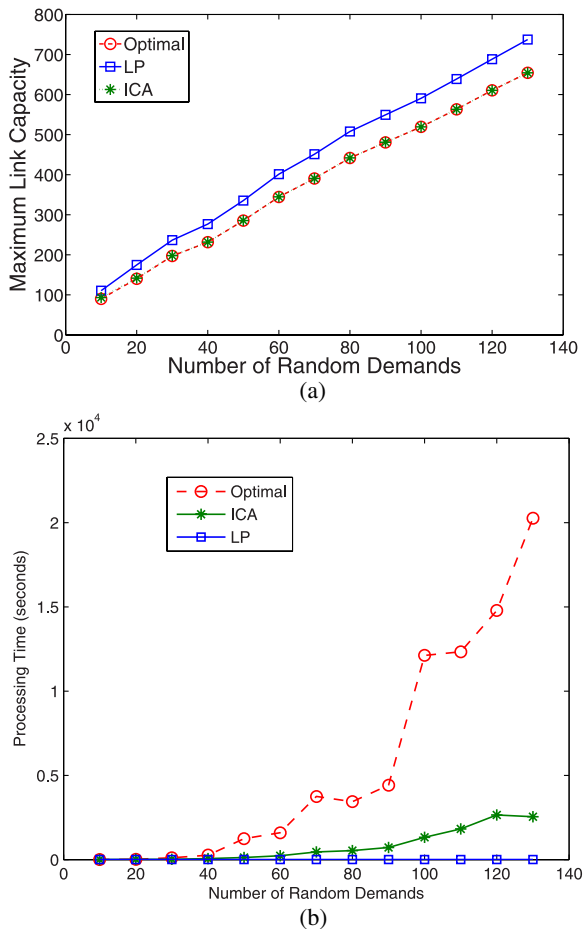 800
700
600
500
400
300
200
100
0
Maximum Link Capacity
Optimal
LP
ICA
0 20 40 60 80 100 120 140
Number of Random Demands
(a)
x 10^4
2.5
2
1.5
1
0.5
0
Processing Time (seconds)
Optimal
ICA
LP
0 20 40 60 80 100 120 140
Number of Random Demands
(b)